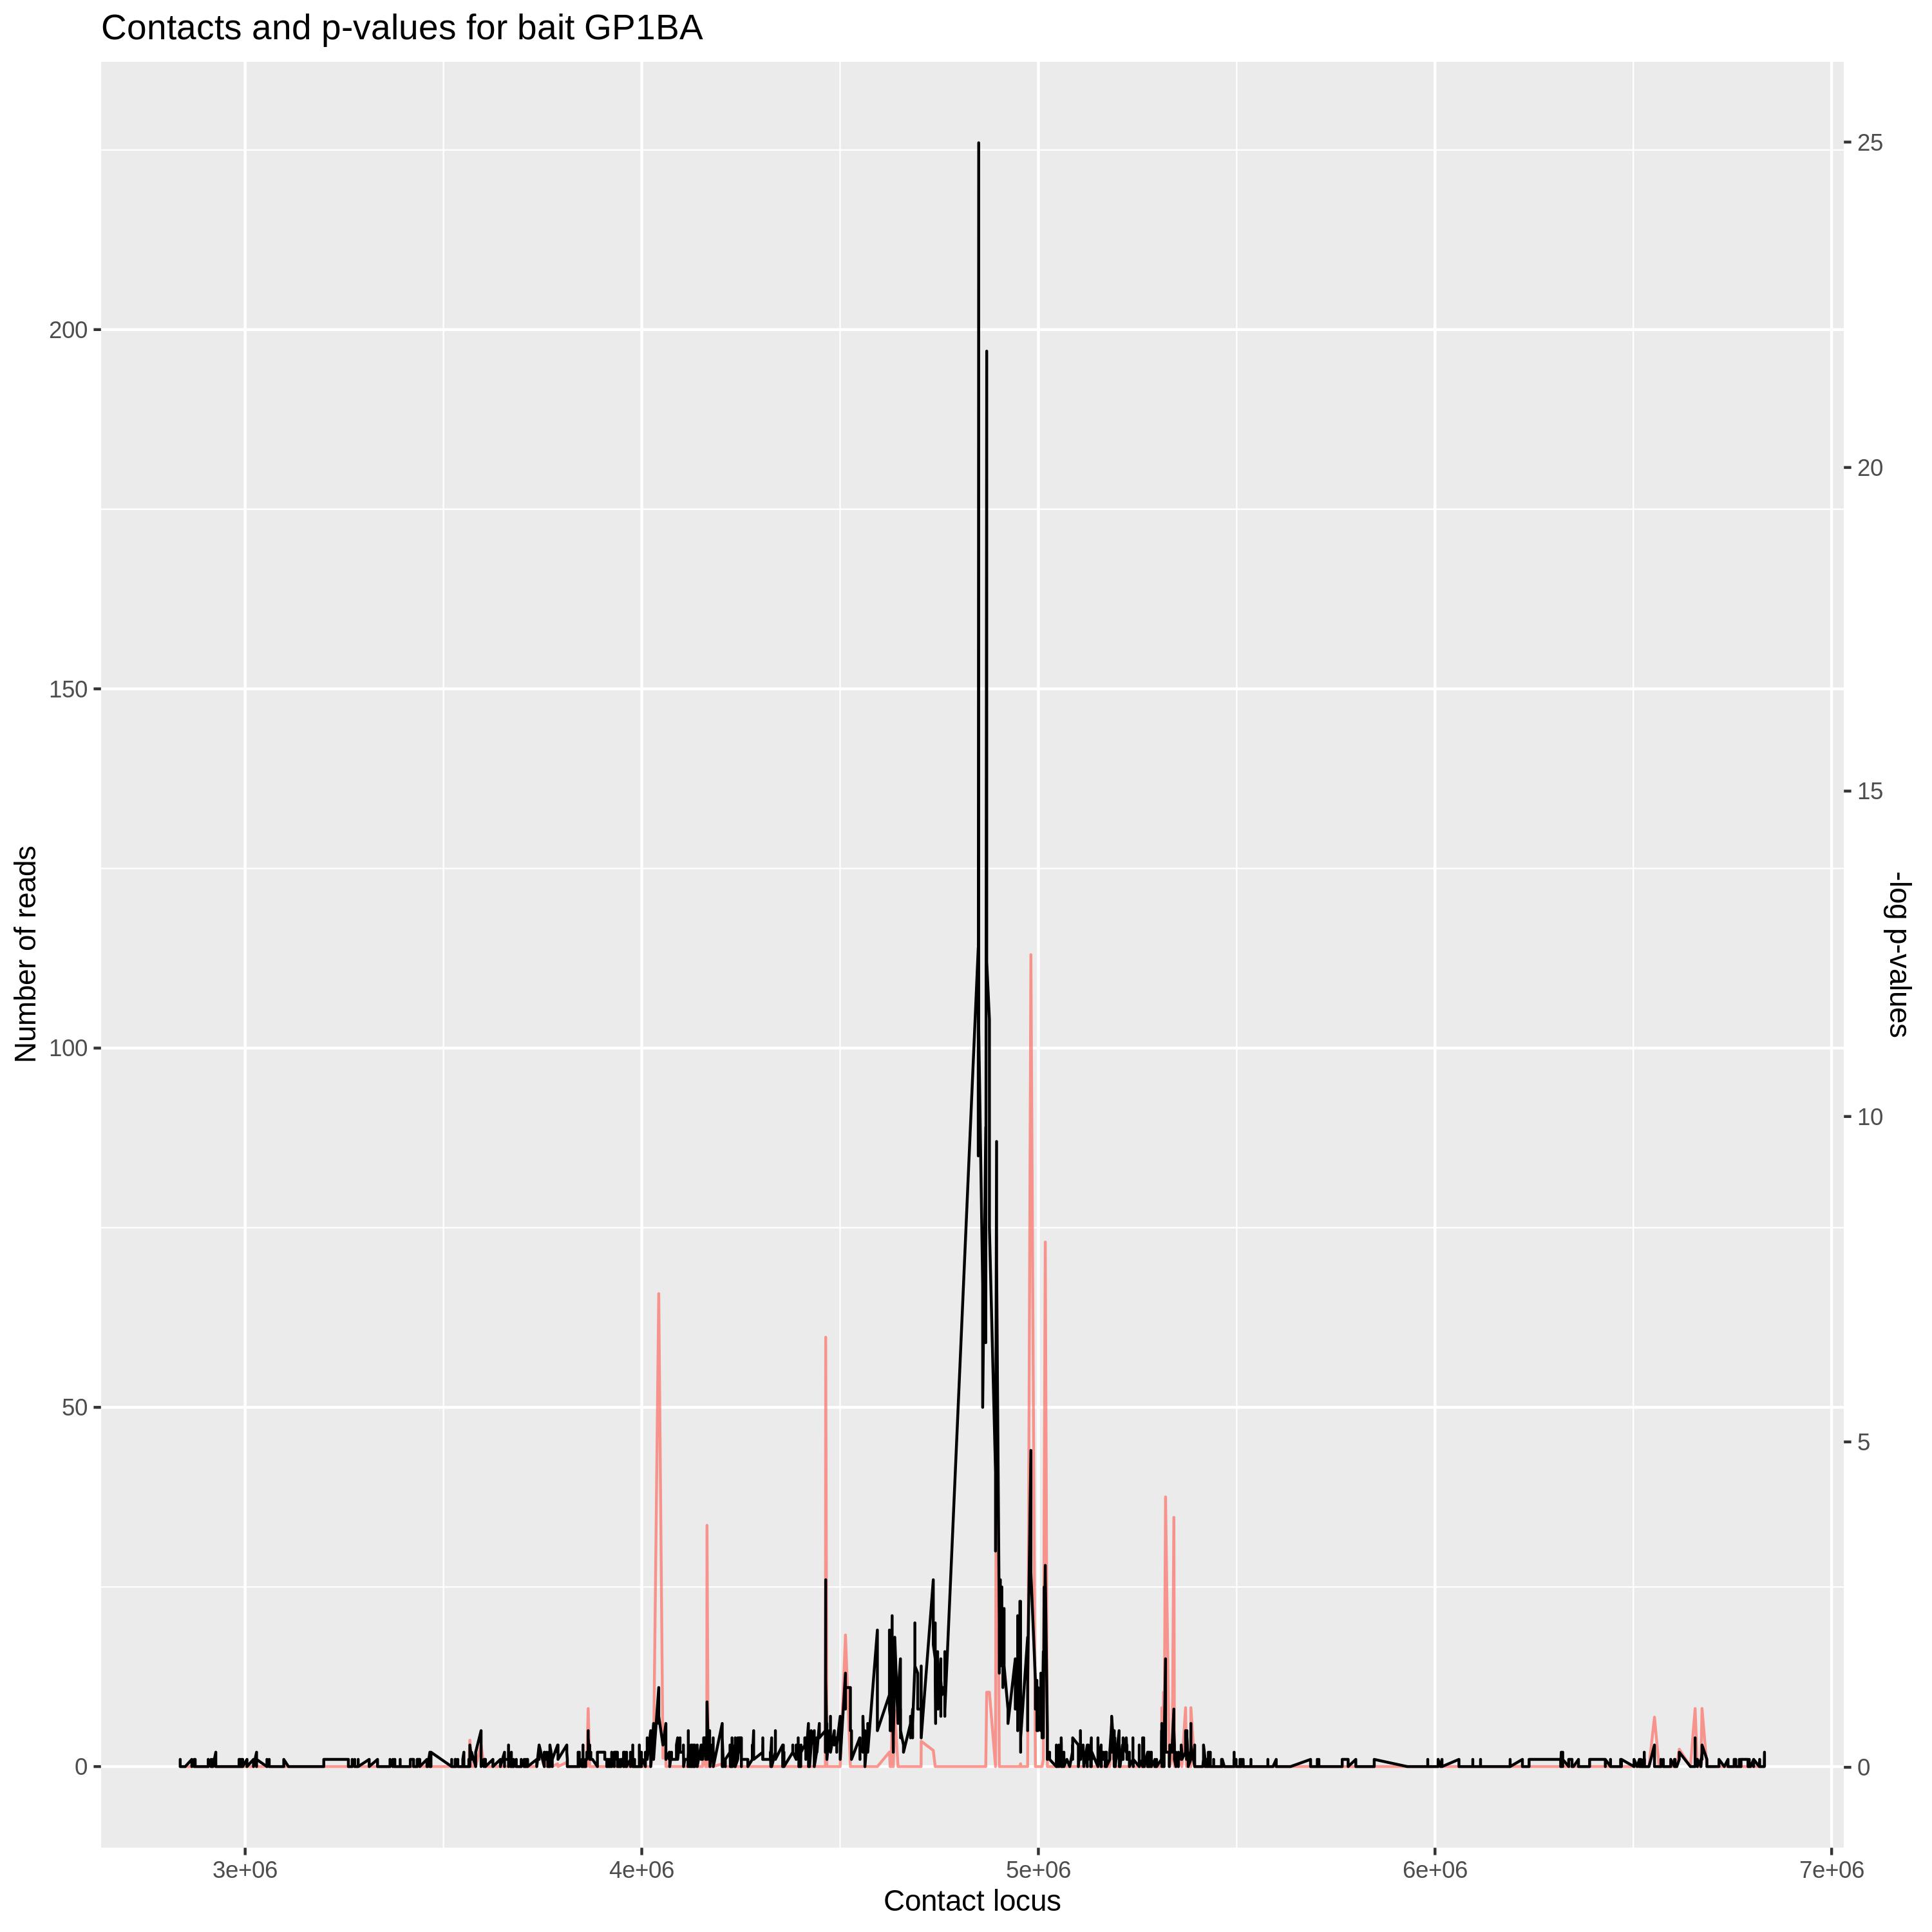 Contacts and p-values for bait GP1BA
Number of reads
200
150
100
50
0
25
20
15
10
5
0
-log p-values
3e+06
4e+06
5e+06
6e+06
7e+06
Contact locus